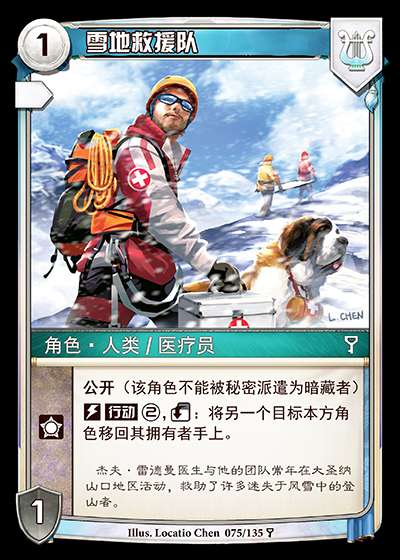 1
雪地救援队
L. CHEN
角色·人类 / 医疗员
公开（该角色不能被秘密派遣为暗藏者）
行动 2，：将另一个目标本方角
色移回其拥有者手上。
杰夫·雷德曼医生与他的团队常年在大圣纳
山口地区活动，救助了许多迷失于风雪中的登
山者。
1
Illus. Locatio Chen 075/135